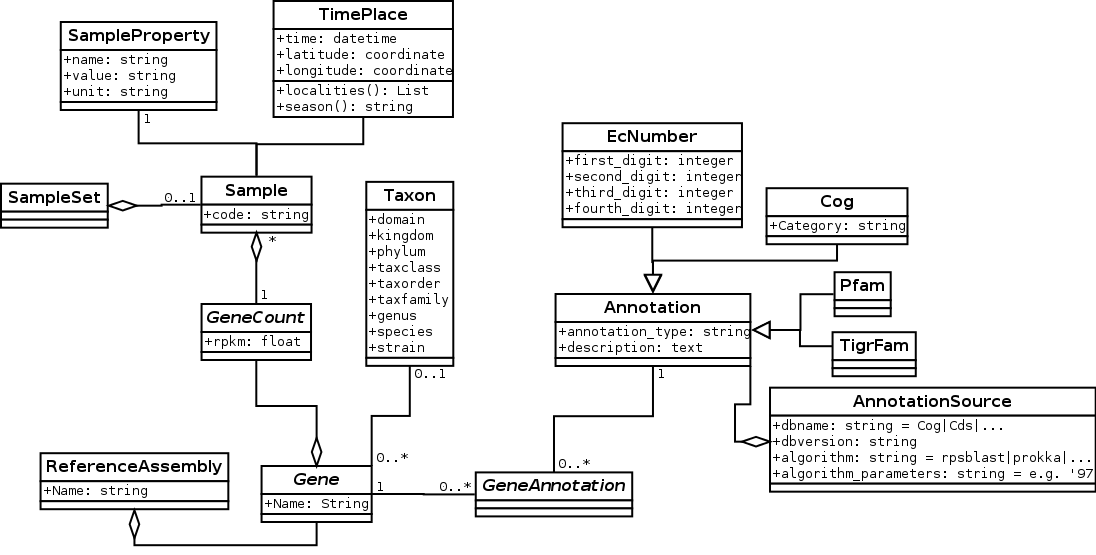 TimePlace
+time: datetime
+latitude: coordinate
+longitude: coordinate
+localities(): List
+season(): string
SampleProperty
+name: string
+value: string
+unit: string
1
EcNumber
+first_digit: integer
+second_digit: integer
+third_digit: integer
+fourth_digit: integer
SampleSet
0..1
Sample
+code: string
*
Taxon
+domain
+kingdom
+phylum
+taxclass
+taxorder
+taxfamily
+genus
+species
+strain
0..1
Cog
+Category: string
1
GeneCount
+rpkm: float
Annotation
+annotation_type: string
+description: text
1
Pfam
TigrFam
AnnotationSource
+dbname: string = Cog|Cds|...
+dbversion: string
+algorithm: string = rpsblast|prokka|...
+algorithm_parameters: string = e.g. '97
ReferenceAssembly
+Name: string
0..*
Gene
+Name: String
1
0..*
0..*
GeneAnnotation